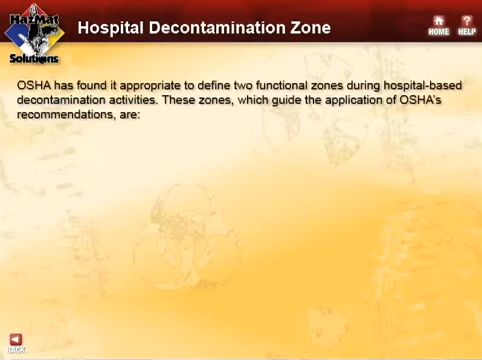 HazMat
Solutions
Hospital Decontamination Zone
HOME
HELP
OSHA has found it appropriate to define two functional zones during hospital-based
decontamination activities. These zones, which guide the application of OSHA's
recommendations, are:
BACK